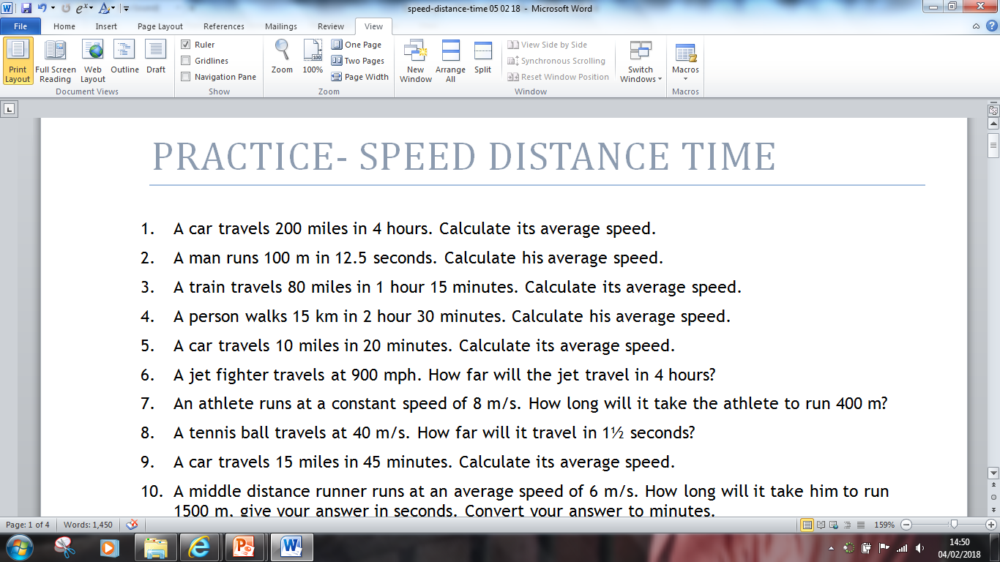 speed-distance-time 05 02 18 - Microsoft Word
File Home Insert Page Layout References Mailings Review View
Print Layout
Full Screen Reading
Web Layout
Outline
Draft
Document Views
Ruler
Gridlines
Navigation Pane
Show
Zoom
100%
One Page
Two Pages
Page Width
Zoom
New Window
Arrange All
Split
View Side by Side
Synchronous Scrolling
Reset Window Position
Window
Switch Windows
Macros
Macros
PRACTICE- SPEED DISTANCE TIME
1. A car travels 200 miles in 4 hours. Calculate its average speed.
2. A man runs 100 m in 12.5 seconds. Calculate his average speed.
3. A train travels 80 miles in 1 hour 15 minutes. Calculate its average speed.
4. A person walks 15 km in 2 hour 30 minutes. Calculate his average speed.
5. A car travels 10 miles in 20 minutes. Calculate its average speed.
6. A jet fighter travels at 900 mph. How far will the jet travel in 4 hours?
7. An athlete runs at a constant speed of 8 m/s. How long will it take the athlete to run 400 m?
8. A tennis ball travels at 40 m/s. How far will it travel in 1½ seconds?
9. A car travels 15 miles in 45 minutes. Calculate its average speed.
10. A middle distance runner runs at an average speed of 6 m/s. How long will it take him to run
1500 m, give your answer in seconds. Convert your answer to minutes.
Page: 1 of 4 Words: 1,450 159%
14:50
04/02/2018